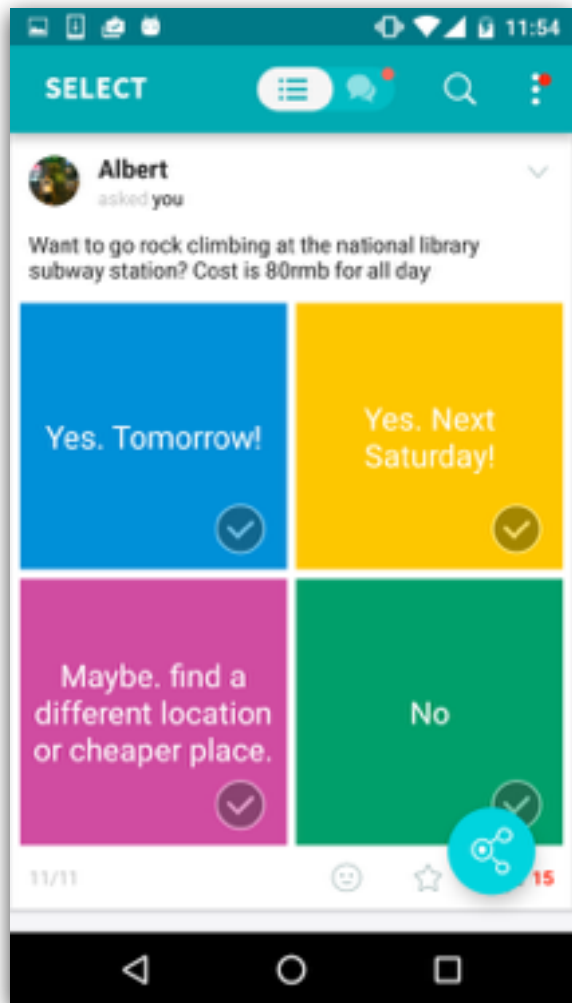 11:54
SELECT
Albert
asked you
Want to go rock climbing at the national library
subway station? Cost is 80rmb for all day
Yes. Tomorrow!
Yes. Next
Saturday!
Maybe. find a
different location
or cheaper place.
No
11/11
15